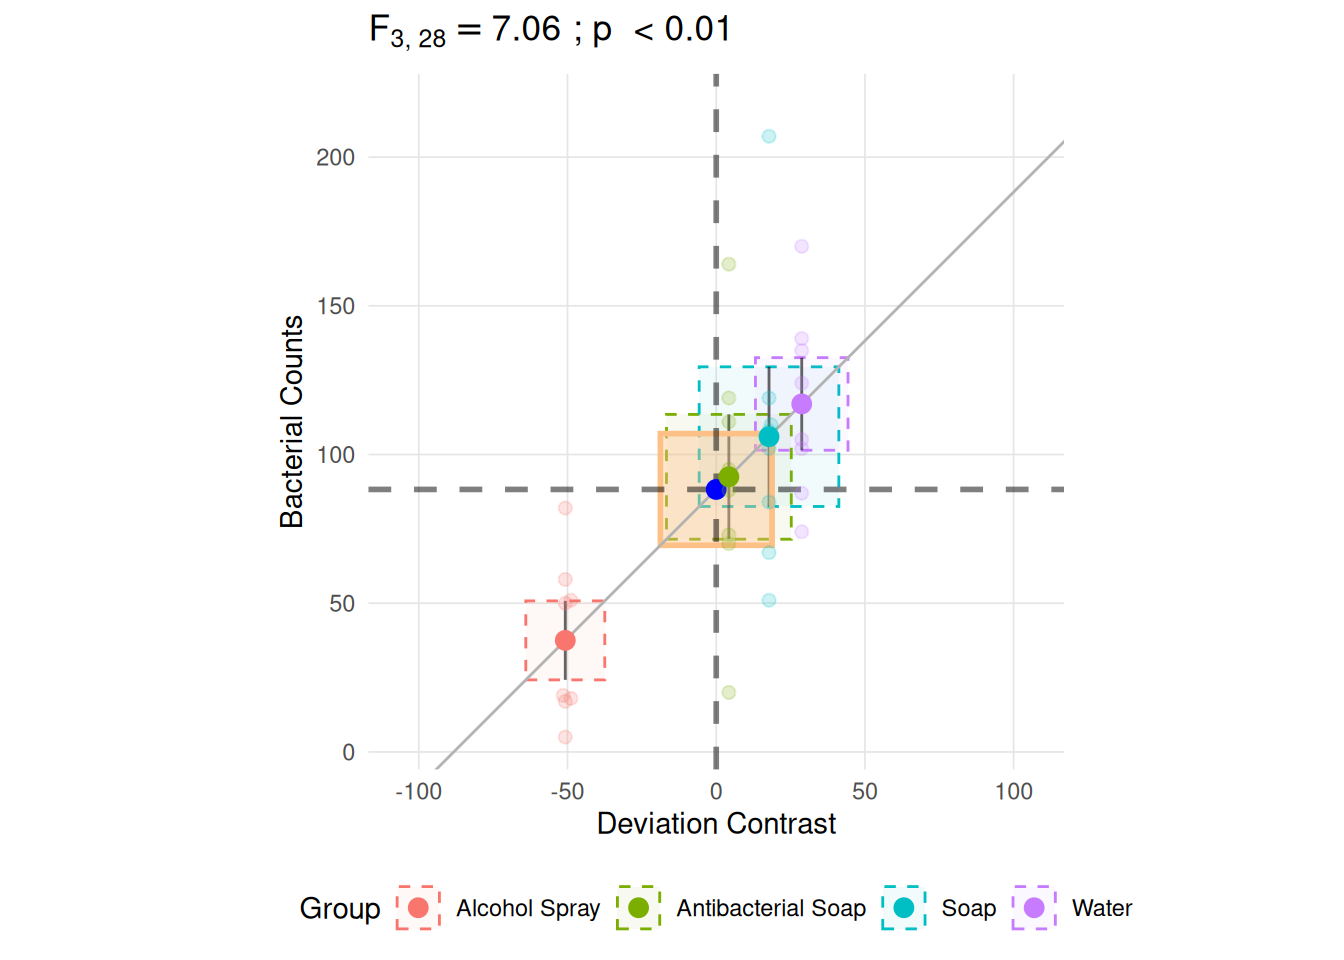 F3, 28 = 7.06 ; p < 0.01
Bacterial Counts
200
150
100
50
0
-100 -50 0 50 100
Deviation Contrast
Group Alcohol Spray Antibacterial Soap Soap Water